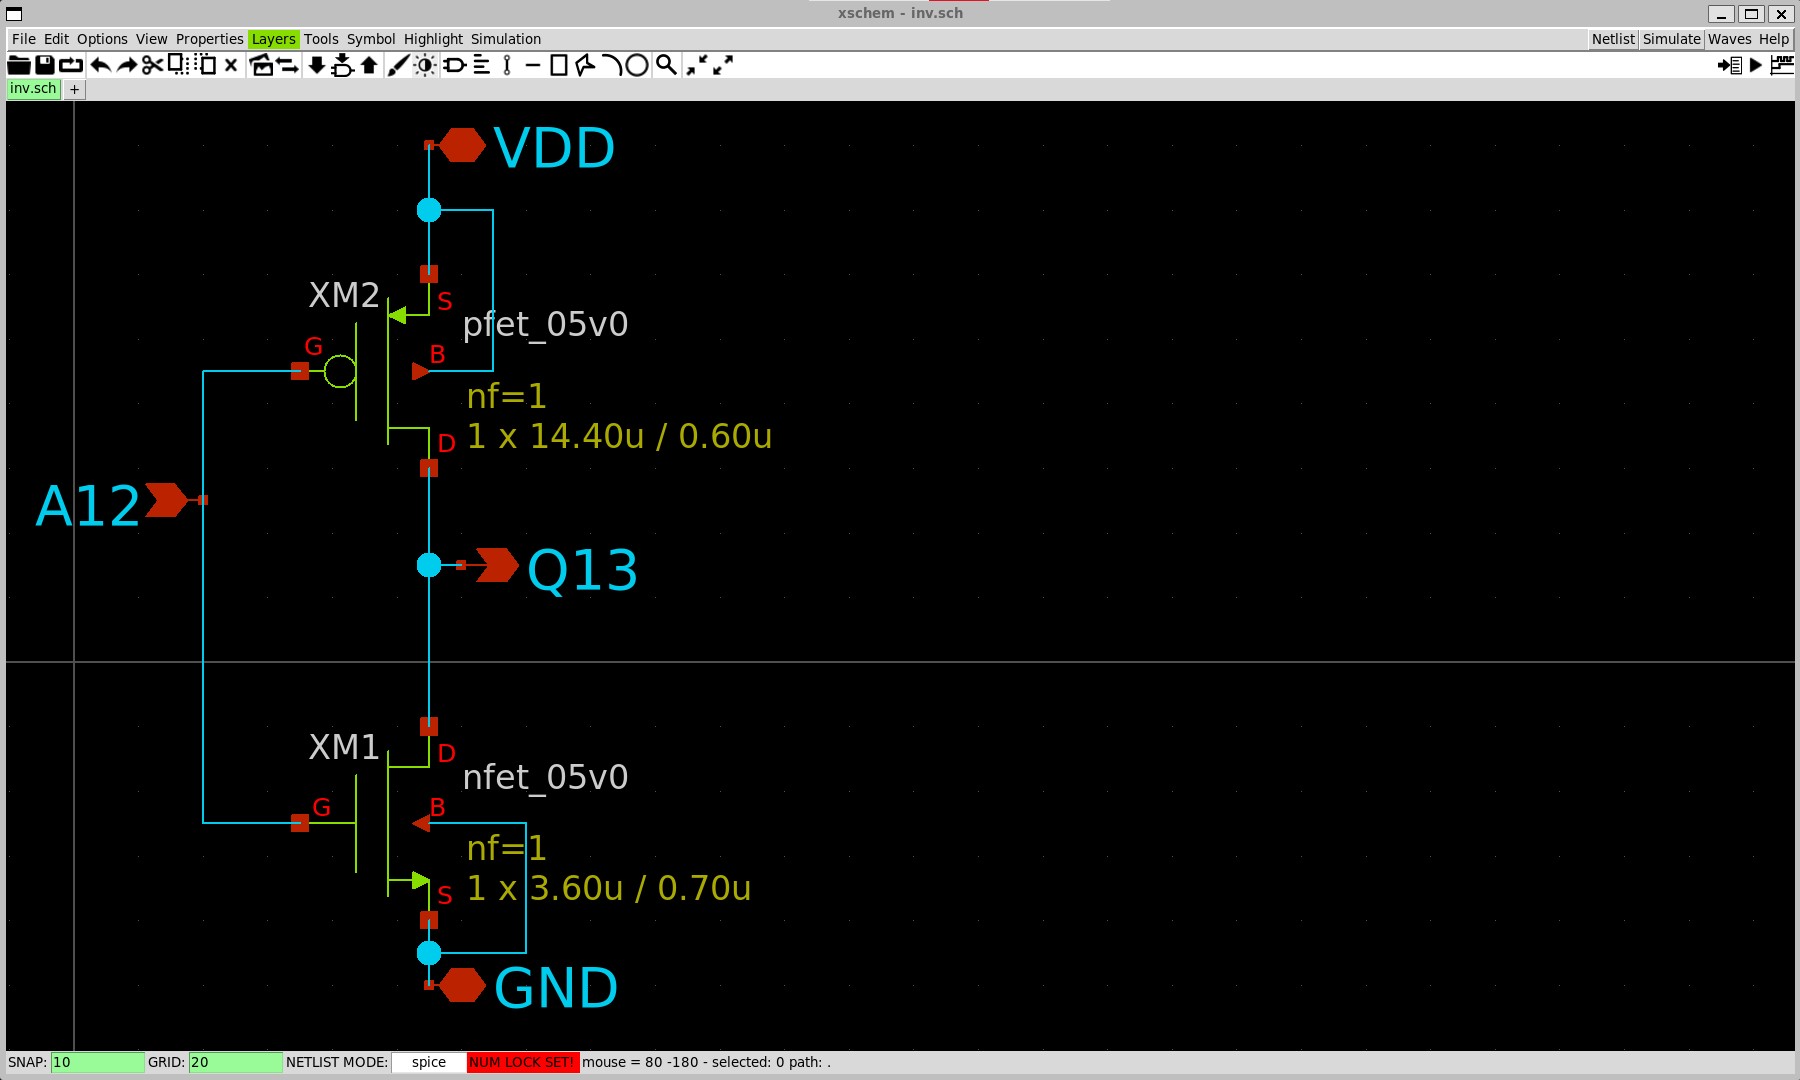 xschem - inv.sch
File Edit Options View Properties Layers Tools Symbol Highlight Simulation Netlist Simulate Waves Help
inv.sch +
VDD
XM2
S
pfet_05v0
G
B
nf=1
D
1 x 14.40u / 0.60u
A12
Q13
XM1
D
nfet_05v0
G
B
nf=1
1 x 3.60u / 0.70u
S
GND
SNAP: 10 GRID: 20 NETLIST MODE: spice NUM LOCK SET! mouse = 80 -180 - selected: 0 path: .